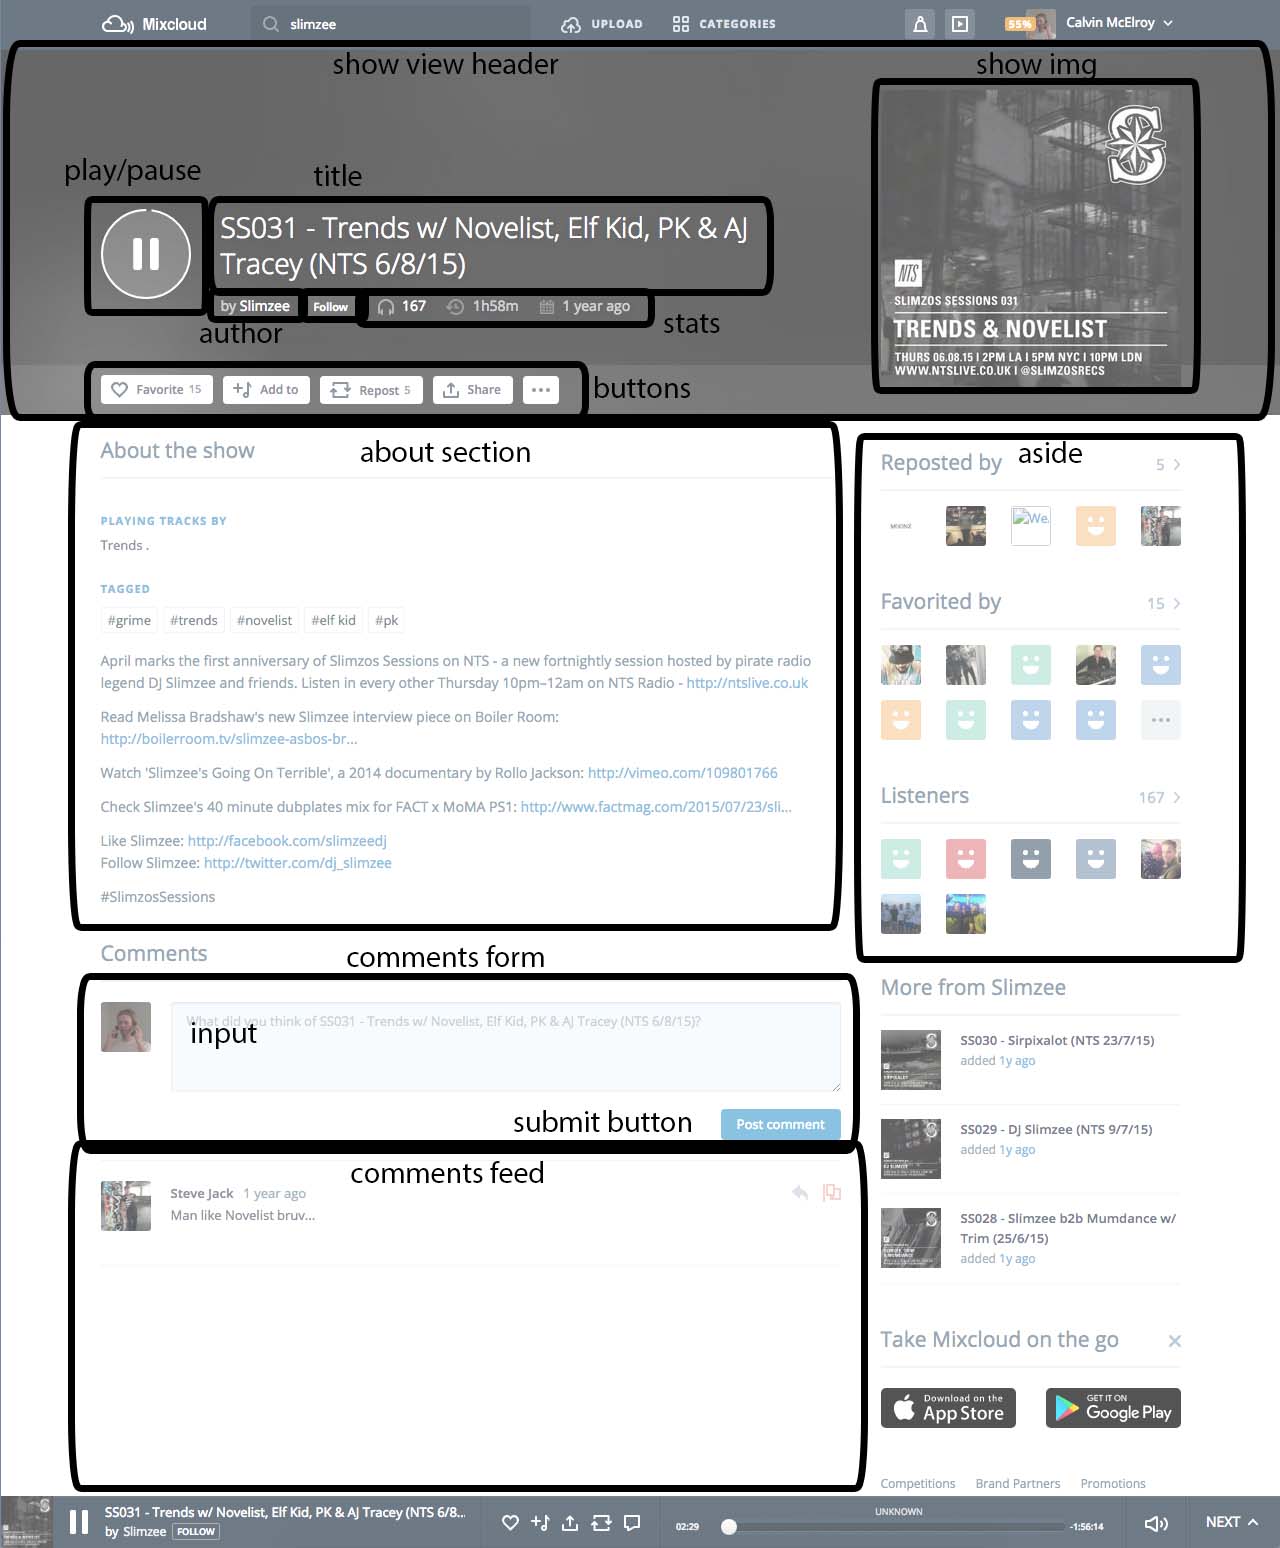 Mixcloud
slimzee
UPLOAD
CATEGORIES
55%
Calvin McElroy
show view header
show img
play/pause
title
SS031 - Trends w/ Novelist, Elf Kid, PK & AJ
Tracey (NTS 6/8/15)
by Slimzee
Follow
167
1h58m
1 year ago
author
stats
NTS
SLIMZOS SESSIONS 031
TRENDS & NOVELIST
THURS 06.08.15 I 2PM LA I 5PM NYC I 10PM LDN
WWW.NTSLIVE.CO.UK I @SLIMZOSRECS
Favorite 15
Add to
Repost 5
Share
buttons
About the show
about section
PLAYING TRACKS BY
Trends .
TAGGED
#grime
#trends
#novelist
#elf kid
#pk
April marks the first anniversary of Slimzos Sessions on NTS - a new fortnightly session hosted by pirate radio
legend DJ Slimzee and friends. Listen in every other Thursday 10pm–12am on NTS Radio - http://ntslive.co.uk
Read Melissa Bradshaw's new Slimzee interview piece on Boiler Room:
http://boilerroom.tv/slimzee-asbos-br...
Watch 'Slimzee's Going On Terrible', a 2014 documentary by Rollo Jackson: http://vimeo.com/109801766
Check Slimzee's 40 minute dubplates mix for FACT x MoMA PS1: http://www.factmag.com/2015/07/23/sli...
Like Slimzee: http://facebook.com/slimzeedj
Follow Slimzee: http://twitter.com/dj_slimzee
#SlimzosSessions
aside
Reposted by
5
We.
Favorited by
15
Listeners
167
Comments
comments form
What did you think of SS031 - Trends w/ Novelist, Elf Kid, PK & AJ Tracey (NTS 6/8/15)?
input
submit button
Post comment
comments feed
Steve Jack 1 year ago
Man like Novelist bruv...
More from Slimzee
SS030 - Sirpixalot (NTS 23/7/15)
added 1y ago
SS029 - DJ Slimzee (NTS 9/7/15)
added 1y ago
SS028 - Slimzee b2b Mumdance w/
Trim (25/6/15)
added 1y ago
Take Mixcloud on the go
Download on the
App Store
GET IT ON
Google Play
Competitions
Brand Partners
Promotions
SS031 - Trends w/ Novelist, Elf Kid, PK & AJ Tracey (NTS 6/8..
by Slimzee
FOLLOW
02:29
UNKNOWN
-1:56:14
NEXT